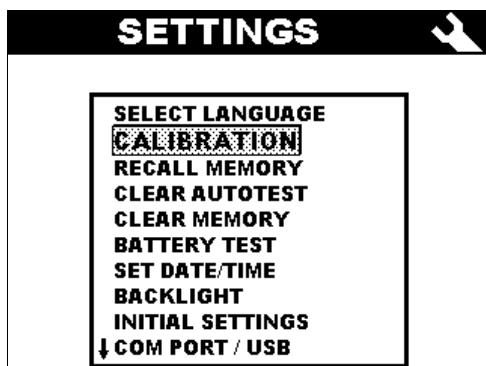 SETTINGS
SELECT LANGUAGE
CALIBRATION
RECALL MEMORY
CLEAR AUTOTEST
CLEAR MEMORY
BATTERY TEST
SET DATE/TIME
BACKLIGHT
INITIAL SETTINGS
↓COM PORT / USB